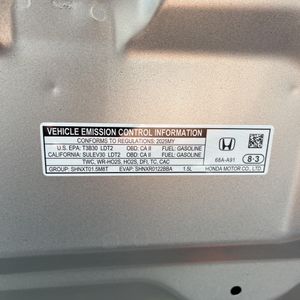 VEHICLE EMISSION CONTROL INFORMATION
CONFORMS TO REGULATIONS: 2025MY
U.S. EPA: T3B30 LDT2 OBD: CA II FUEL: GASOLINE
CALIFORNIA: SULEV30 LDT2 OBD: CA II FUEL: GASOLINE
TWC, WR-HO2S, HO2S, DFI, TC, CAC
GROUP: SHNXT01.5M8T EVAP: SHNXR0122BBA 1.5L
HONDA
68A-A91 8-3
HONDA MOTOR CO., LTD.